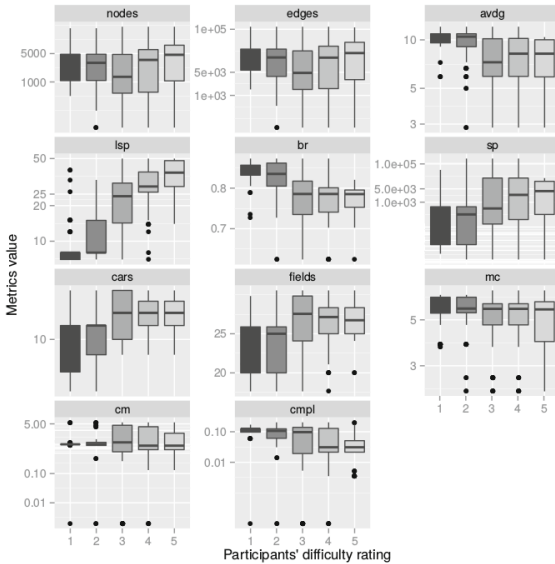 nodes edges avdg
5000
1000
1e+05
5e+03
1e+03
10
5
3
lsp br sp
50
25
20
10
0.8
0.7
1.0e+05
5.0e+03
1.0e+03
Metrics value
cars fields mc
10
25
20
5
3
1 2 3 4 5
cm cmpl
5.00
0.10
0.01
0.10
0.01
1 2 3 4 5
1 2 3 4 5
Participants' difficulty rating